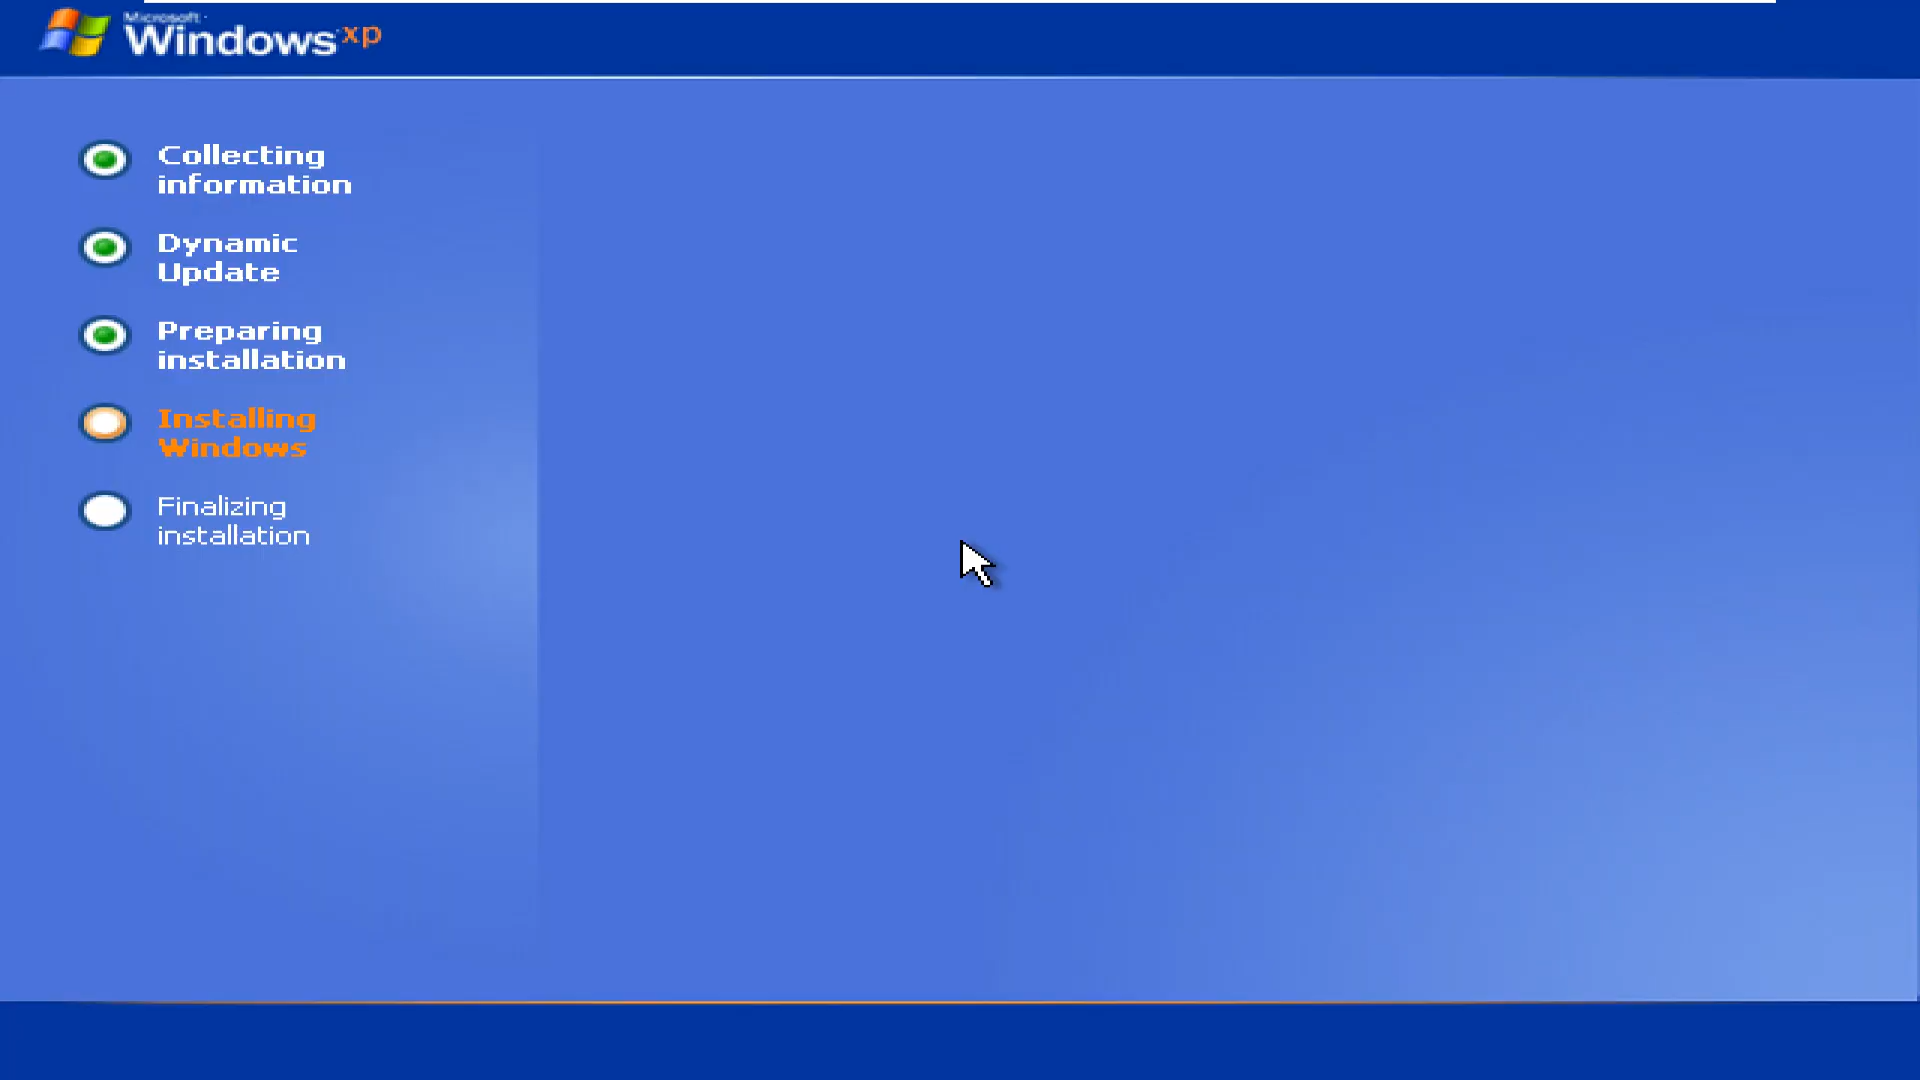 Microsoft
Windows xp
Collecting
information
Dynamic
Update
Preparing
installation
Installing
Windows
Finalizing
installation